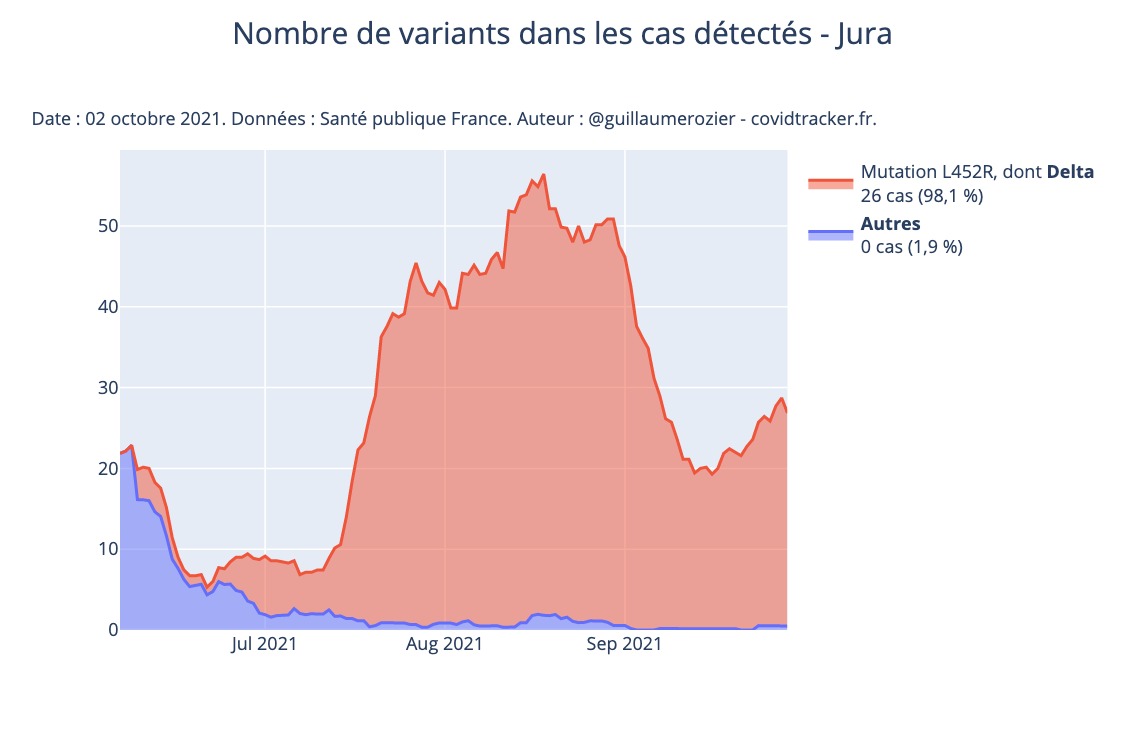 Nombre de variants dans les cas détectés - Jura
Date : 02 octobre 2021. Données : Santé publique France. Auteur : @guillaumerozier - covidtracker.fr.
Mutation L452R, dont Delta
26 cas (98,1 %)
Autres
0 cas (1,9 %)
50
40
30
20
10
0
Jul 2021
Aug 2021
Sep 2021